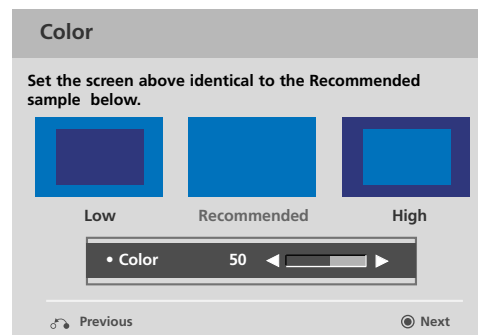 Color
Set the screen above identical to the Recommended
sample below.
Low Recommended High
• Color 50
Previous Next